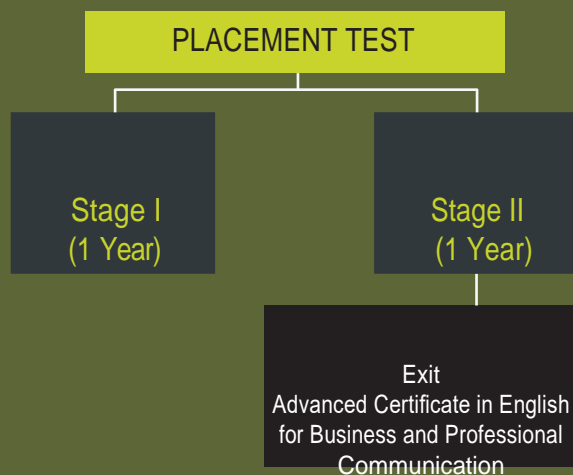 PLACEMENT TEST
Stage I
(1 Year)
Stage II
(1 Year)
Exit
Advanced Certificate in English
for Business and Professional
Communication